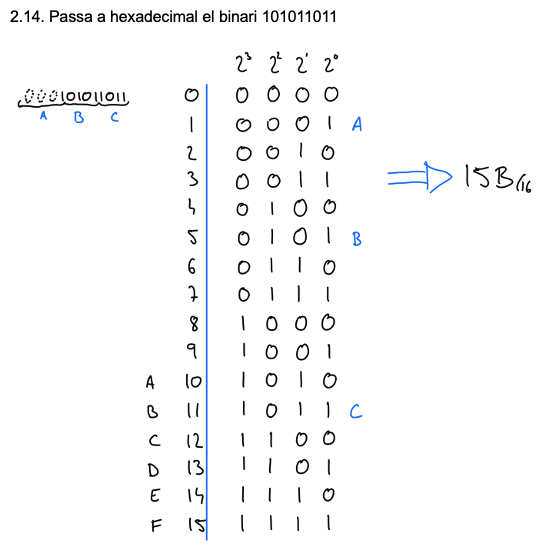 2.14. Passa a hexadecimal el binari 101011011
2³ 2² 2¹ 2⁰
000101011011
A B C
0 0 0 0 0
1 0 0 0 1 A
2 0 0 1 0
3 0 0 1 1
⇒ 15B₍₁₆
4 0 1 0 0
5 0 1 0 1 B
6 0 1 1 0
7 0 1 1 1
8 1 0 0 0
9 1 0 0 1
A 10 1 0 1 0
B 11 1 0 1 1 C
C 12 1 1 0 0
D 13 1 1 0 1
E 14 1 1 1 0
F 15 1 1 1 1